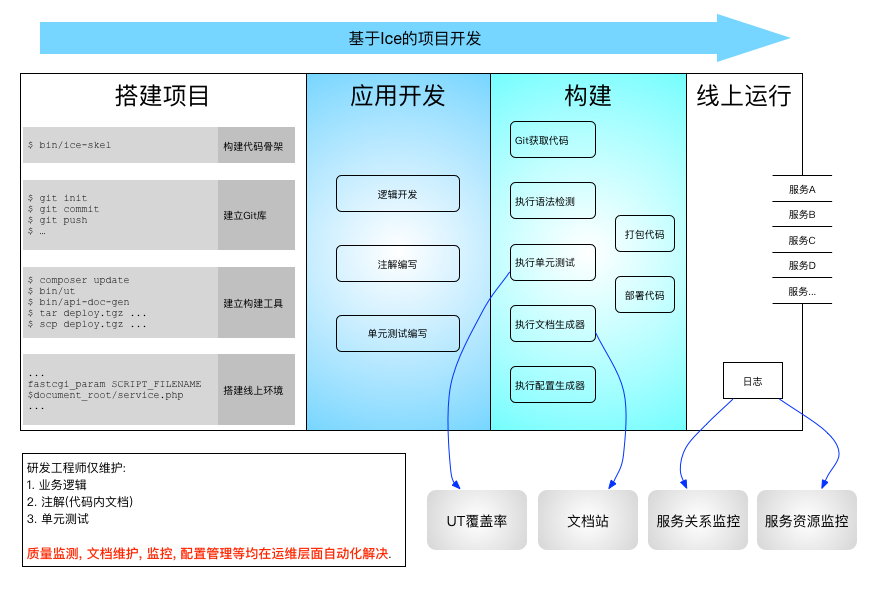 基于Ice的项目开发
搭建项目
$ bin/ice-skel
构建代码骨架
$ git init
$ git commit
$ git push
$ …
建立Git库
$ composer update
$ bin/ut
$ bin/api-doc-gen
$ tar deploy.tgz ...
$ scp deploy.tgz ...
建立构建工具
...
fastcgi_param SCRIPT_FILENAME
$document_root/service.php
...
搭建线上环境
应用开发
逻辑开发
注解编写
单元测试编写
构建
Git获取代码
执行语法检测
执行单元测试
执行文档生成器
执行配置生成器
打包代码
部署代码
线上运行
服务A
服务B
服务C
服务D
服务...
日志
研发工程师仅维护:
1. 业务逻辑
2. 注解(代码内文档)
3. 单元测试
质量监测, 文档维护, 监控, 配置管理等均在运维层面自动化解决.
UT覆盖率
文档站
服务关系监控
服务资源监控